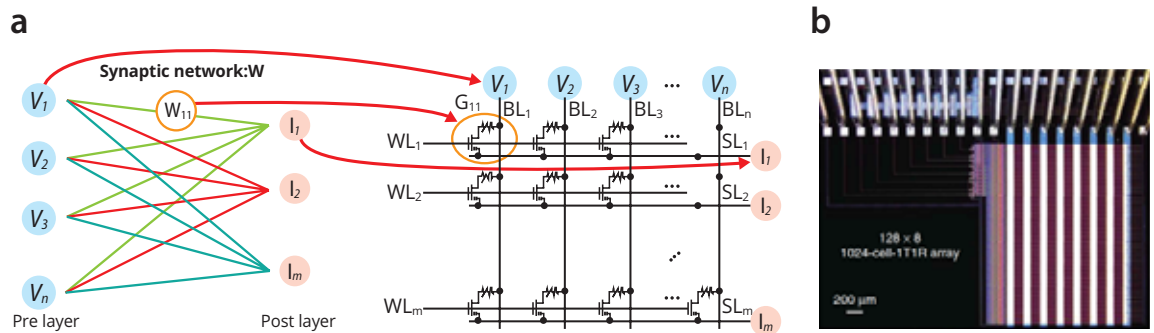 a
b
Synaptic network:W
V1
V2
V3
Vn
W11
I1
I2
Im
Pre layer
Post layer
V1 V2 V3 ... Vn
G11 BL1 BL2 BL3 BLn
WL1 ... SL1 I1
WL2 ... SL2 I2
...
WLm ... SLm Im
128 × 8
1024-cell-1T1R array
200 μm